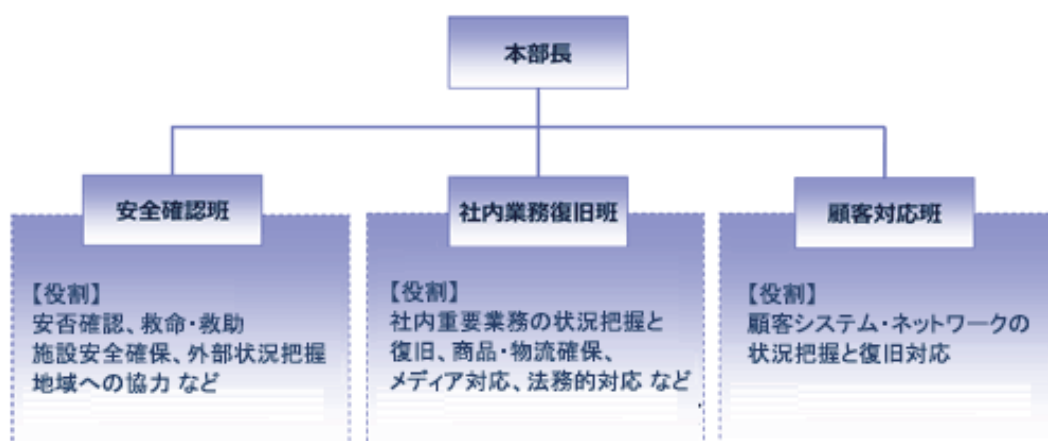 本部長
安全確認班
【役割】
安否確認、救命・救助
施設安全確保、外部状況把握
地域への協力 など
社内業務復旧班
【役割】
社内重要業務の状況把握と
復旧、商品・物流確保、
メディア対応、法務的対応 など
顧客対応班
【役割】
顧客システム・ネットワークの
状況把握と復旧対応